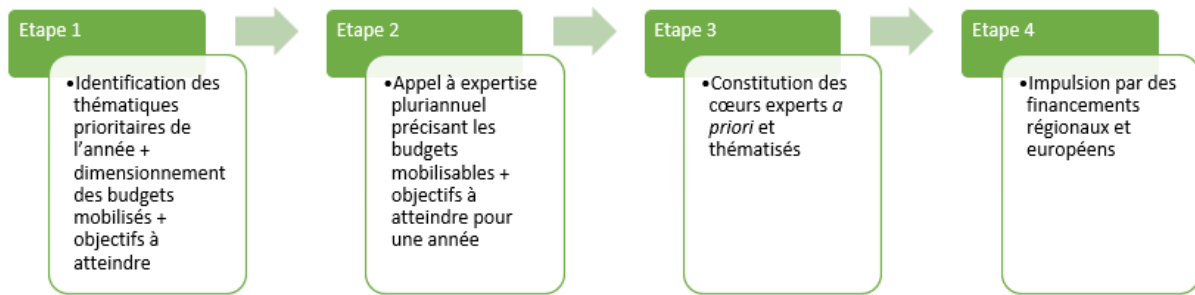 Etape 1
•Identification des
thématiques
prioritaires de
l'année +
dimensionnement
des budgets
mobilisés +
objectifs à
atteindre
Etape 2
•Appel à expertise
pluriannuel
précisant les
budgets
mobilisables +
objectifs à
atteindre pour
une année
Etape 3
•Constitution des
cœurs experts a
priori et
thématisés
Etape 4
•Impulsion par des
financements
régionaux et
européens